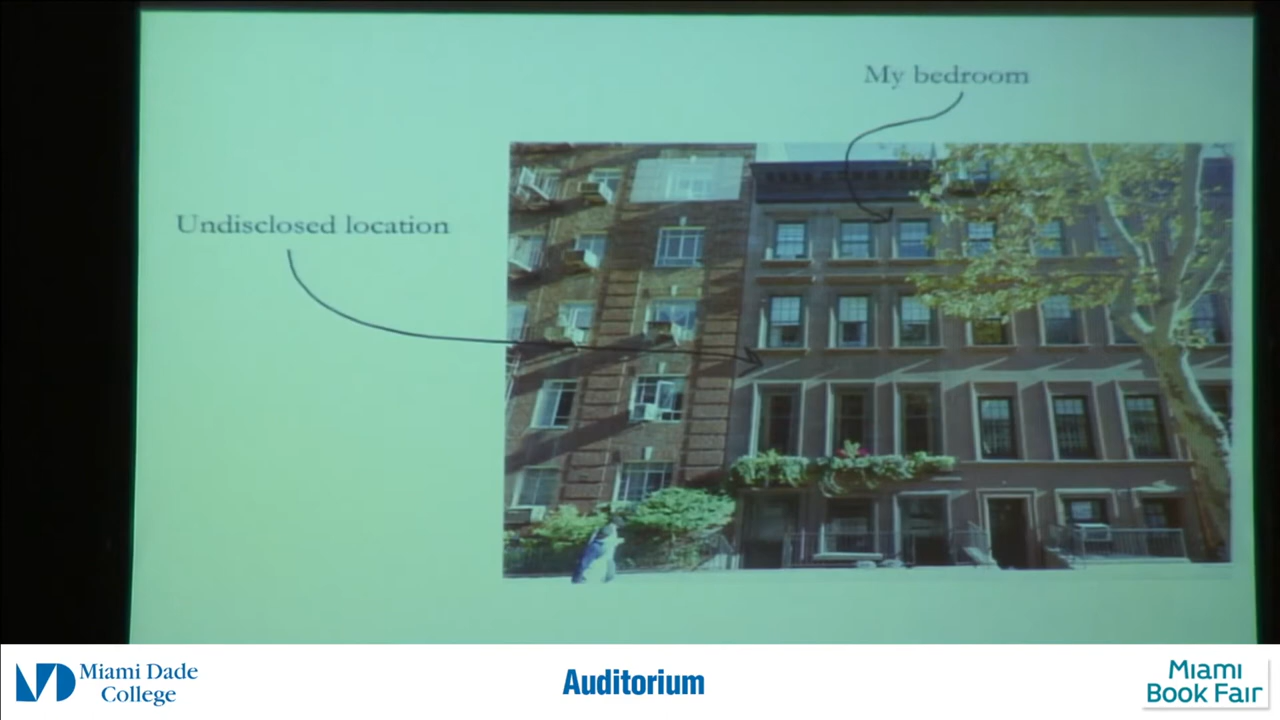 My bedroom
Undisclosed location
Miami Dade
College
Auditorium
Miami
Book Fair